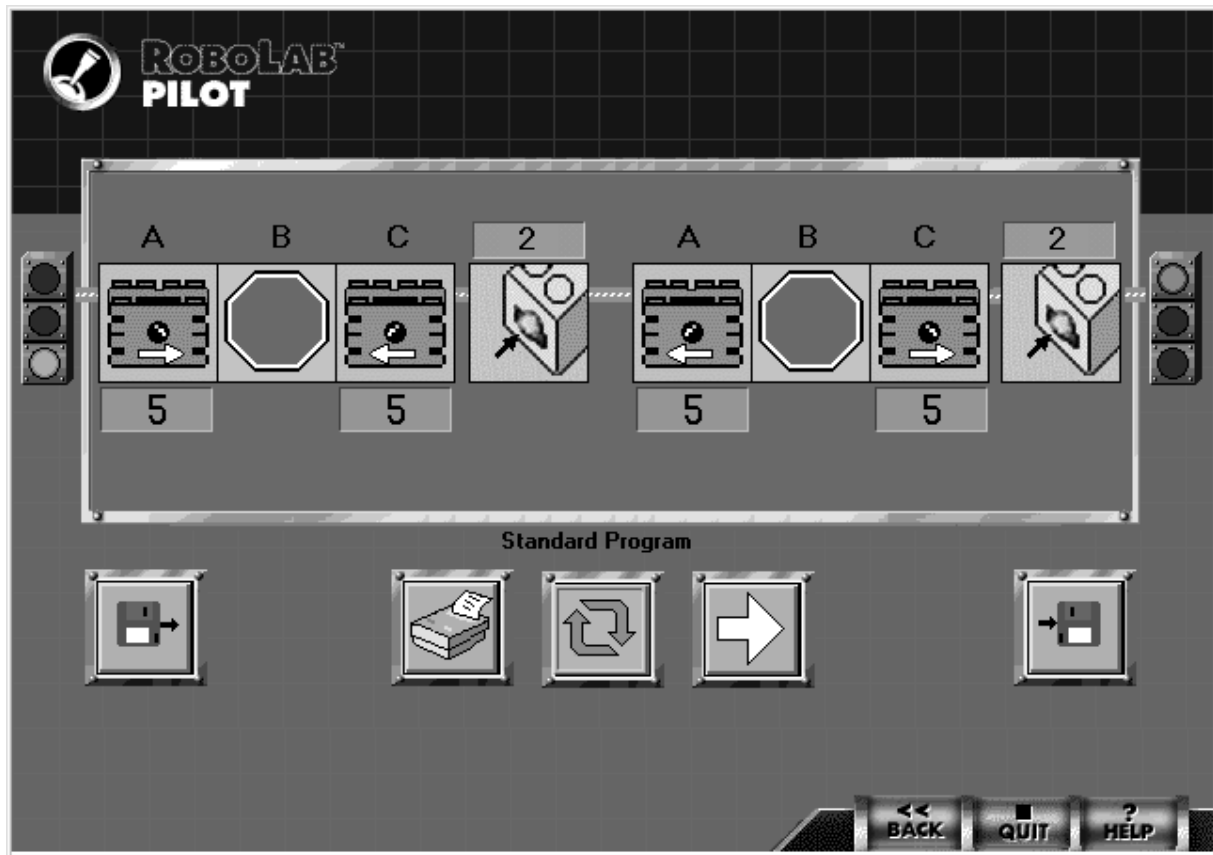 ROBOLAB™
PILOT
A B C 2 A B C 2
5 5 5 5
Standard Program
<< ? 
BACK QUIT HELP